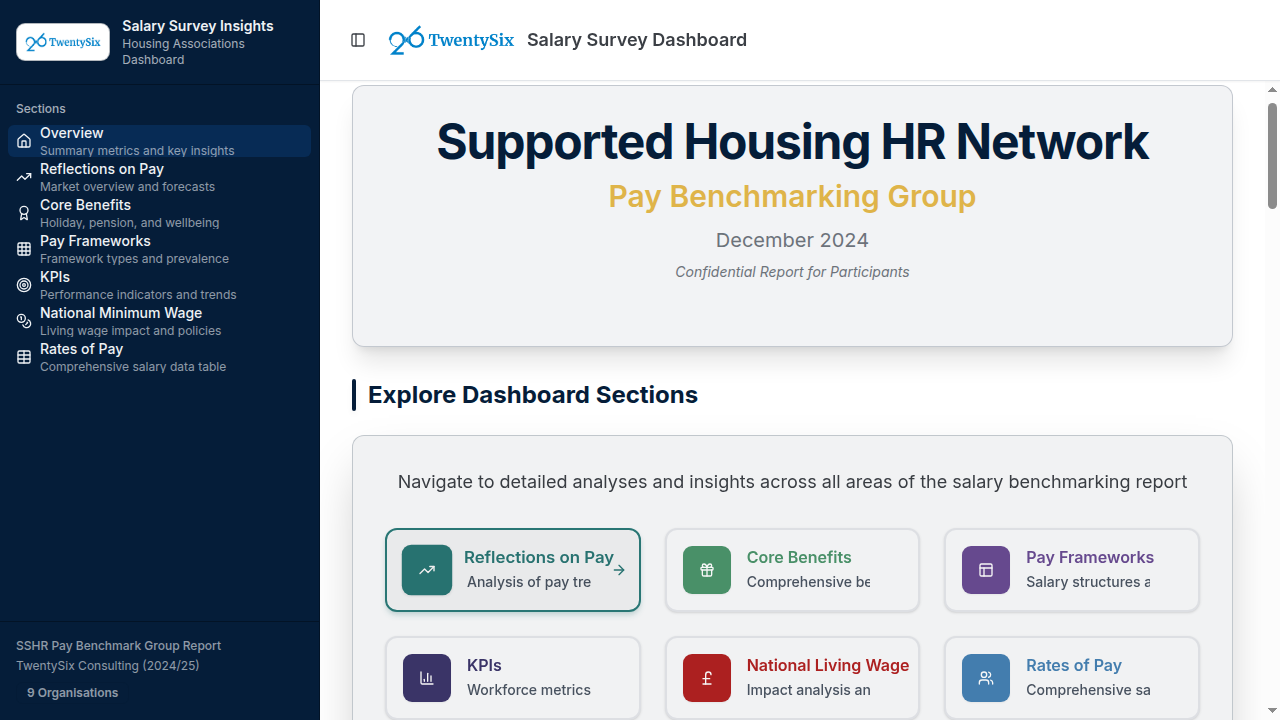 TwentySix
Salary Survey Insights
Housing Associations
Dashboard
Sections
Overview
Summary metrics and key insights
Reflections on Pay
Market overview and forecasts
Core Benefits
Holiday, pension, and wellbeing
Pay Frameworks
Framework types and prevalence
KPIs
Performance indicators and trends
National Minimum Wage
Living wage impact and policies
Rates of Pay
Comprehensive salary data table
SSHR Pay Benchmark Group Report
TwentySix Consulting (2024/25)
9 Organisations
TwentySix
Salary Survey Dashboard
Supported Housing HR Network
Pay Benchmarking Group
December 2024
Confidential Report for Participants
Explore Dashboard Sections
Navigate to detailed analyses and insights across all areas of the salary benchmarking report
Reflections on Pay
Analysis of pay tre
Core Benefits
Comprehensive be
Pay Frameworks
Salary structures a
KPIs
Workforce metrics
National Living Wage
Impact analysis an
Rates of Pay
Comprehensive sa